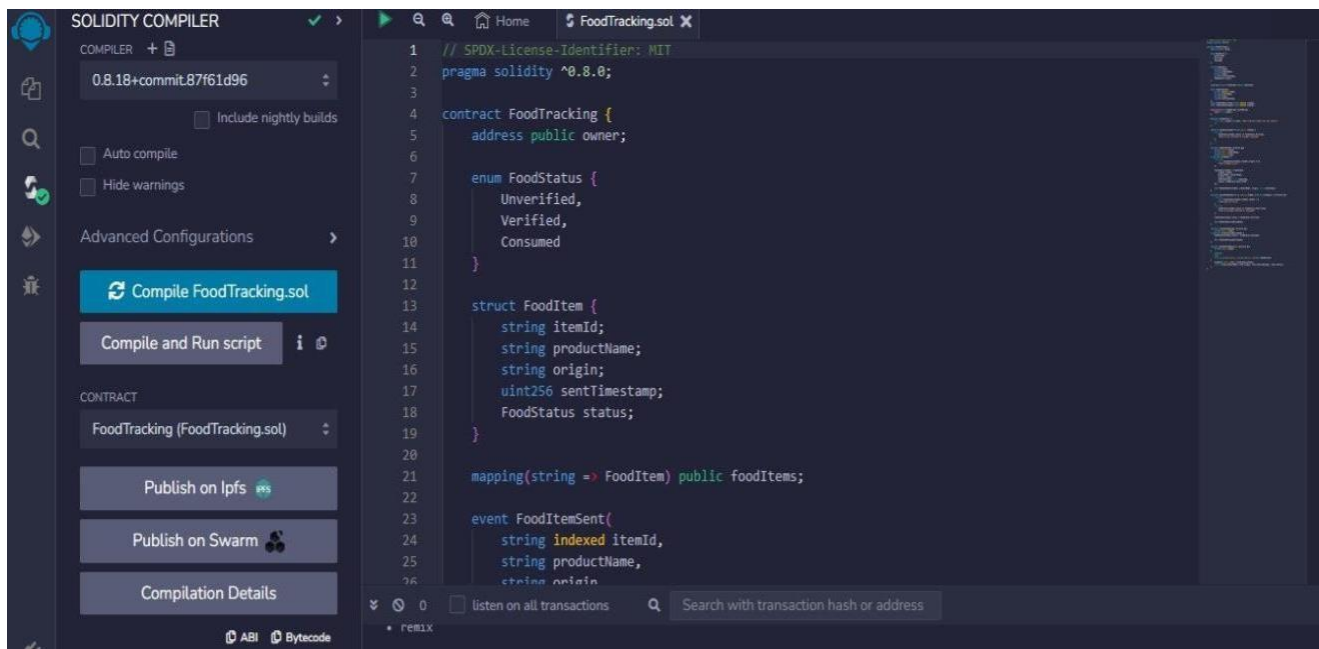 SOLIDITY COMPILER
COMPILER
0.8.18+commit.87f61d96
Include nightly builds
Auto compile
Hide warnings
Advanced Configurations
Compile FoodTracking.sol
Compile and Run script
CONTRACT
FoodTracking (FoodTracking.sol)
Publish on Ipfs
IPFS
Publish on Swarm
Compilation Details
ABI Bytecode
Home FoodTracking.sol
1 // SPDX-License-Identifier: MIT
2 pragma solidity ^0.8.0;
3
4 contract FoodTracking {
5 address public owner;
6
7 enum FoodStatus {
8 Unverified,
9 Verified,
10 Consumed
11 }
12
13 struct FoodItem {
14 string itemId;
15 string productName;
16 string origin;
17 uint256 sentTimestamp;
18 FoodStatus status;
19 }
20
21 mapping(string => FoodItem) public foodItems;
22
23 event FoodItemSent(
24 string indexed itemId,
25 string productName,
26 string origin
0 listen on all transactions Search with transaction hash or address
• remix